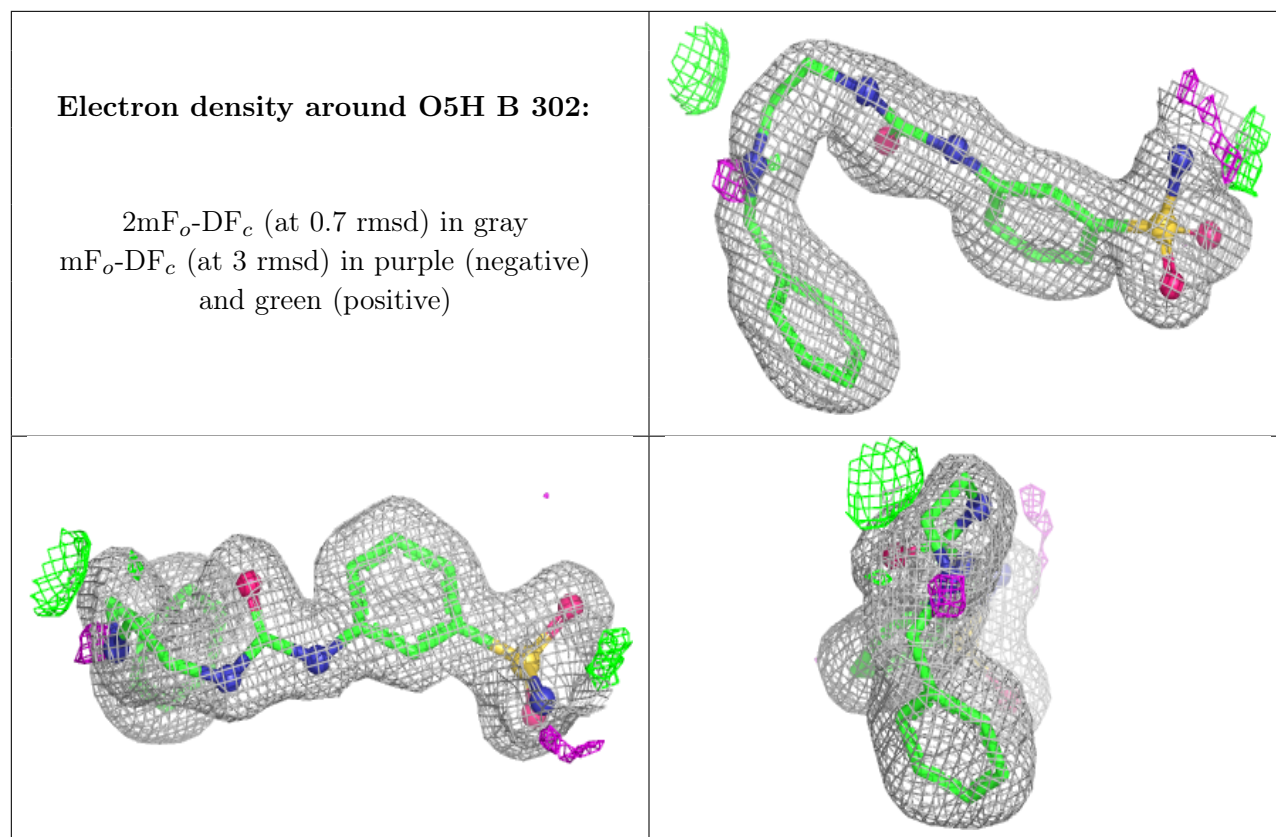 Electron density around O5H B 302:
2mFo-DFc (at 0.7 rmsd) in gray
mFo-DFc (at 3 rmsd) in purple (negative)
and green (positive)